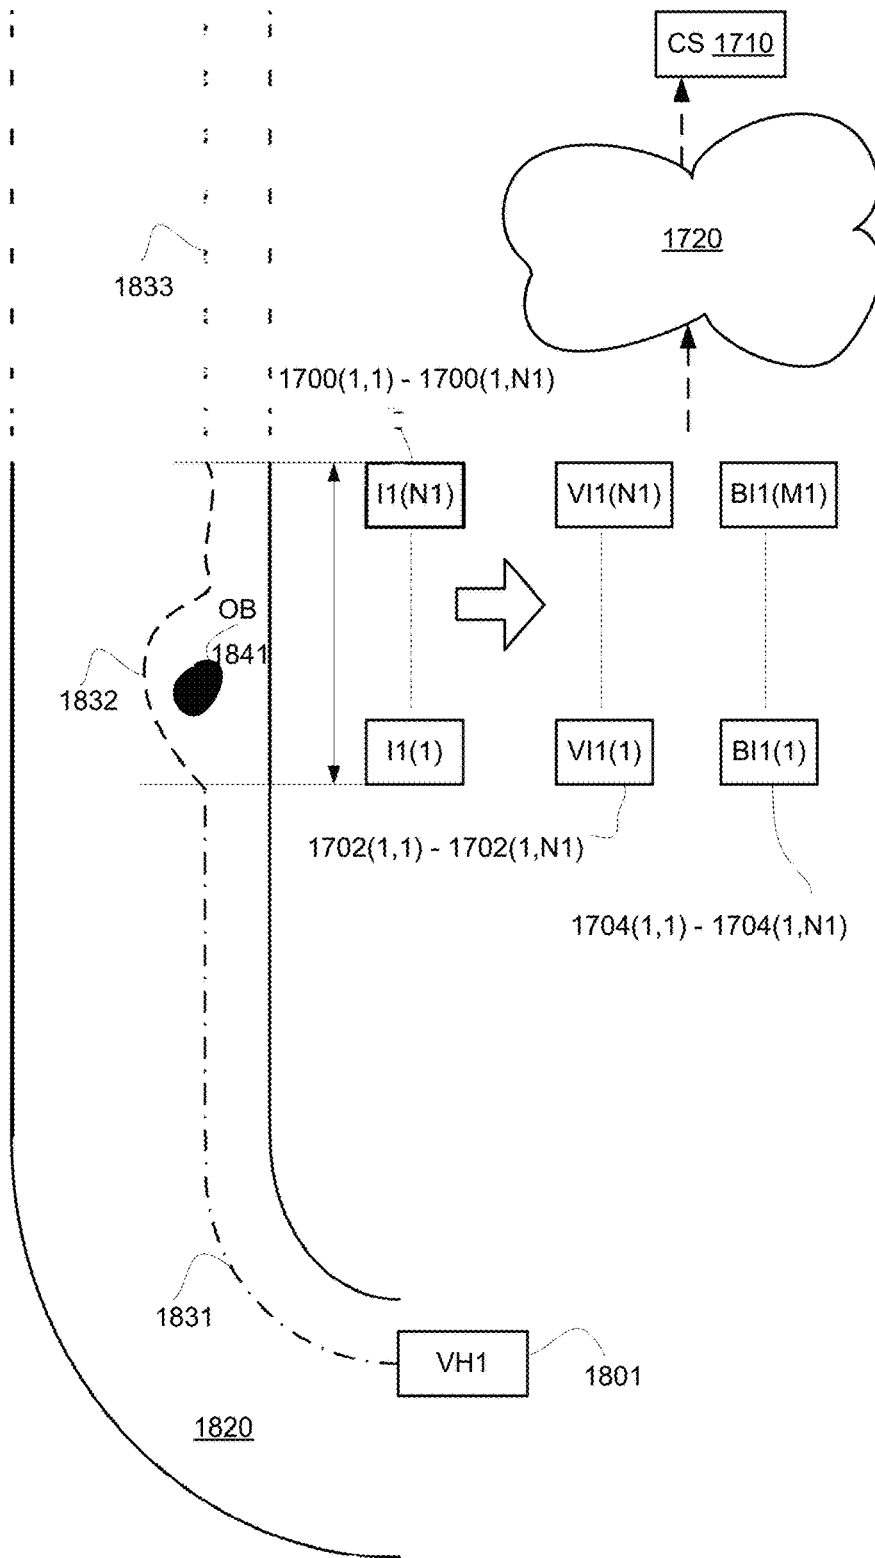 CS 1710
1720
1833
1700(1,1) - 1700(1,N1)
I1(N1)
VI1(N1)
BI1(M1)
OB
1841
1832
I1(1)
VI1(1)
BI1(1)
1702(1,1) - 1702(1,N1)
1704(1,1) - 1704(1,N1)
1831
VH1
1801
1820